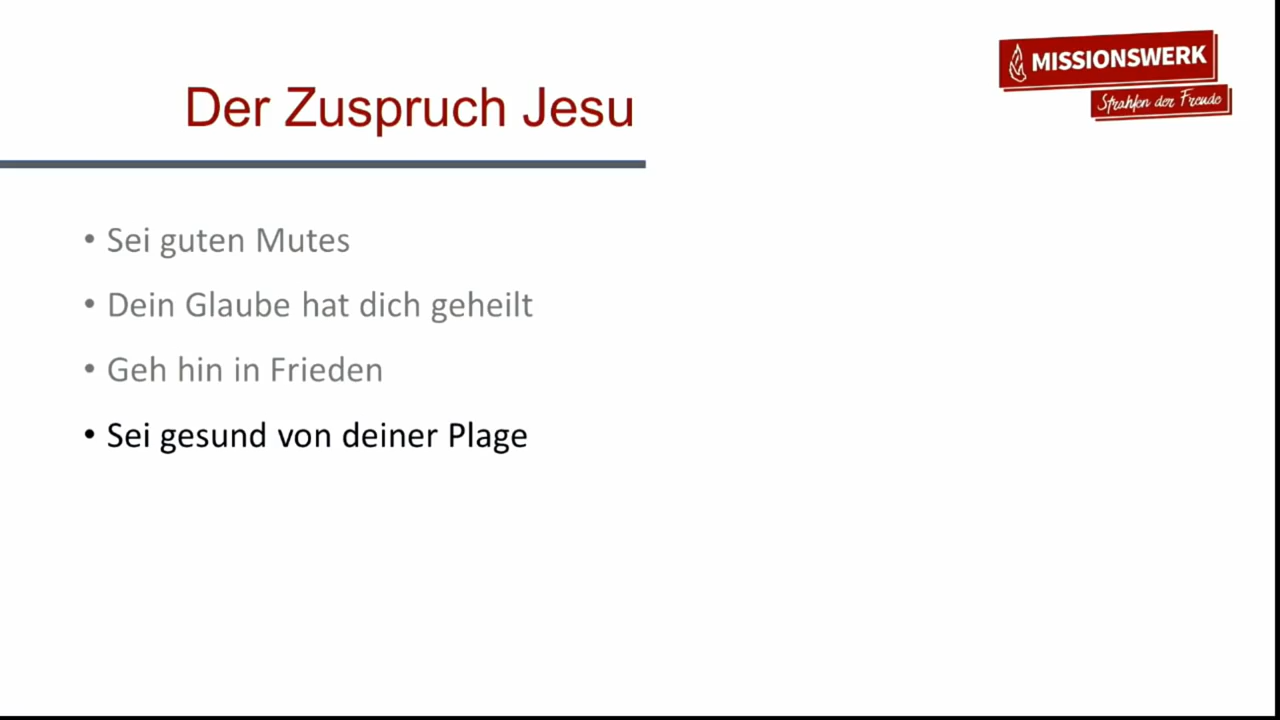 MISSIONSWERK
Strahlen der Freude
Der Zuspruch Jesu
• Sei guten Mutes
• Dein Glaube hat dich geheilt
• Geh hin in Frieden
• Sei gesund von deiner Plage